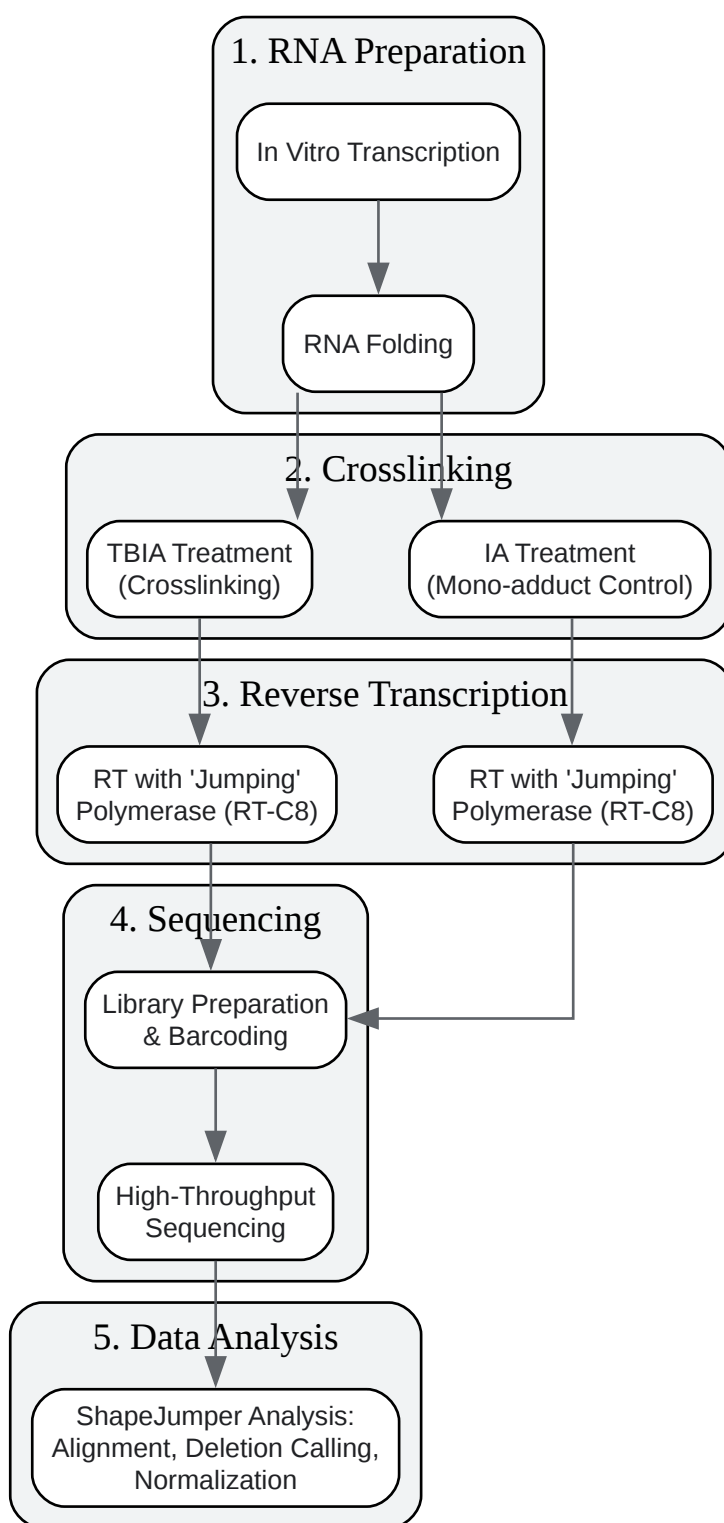 1. RNA Preparation
In Vitro Transcription
RNA Folding
2. Crosslinking
TBIA Treatment
(Crosslinking)
IA Treatment
(Mono-adduct Control)
3. Reverse Transcription
RT with 'Jumping'
Polymerase (RT-C8)
RT with 'Jumping'
Polymerase (RT-C8)
4. Sequencing
Library Preparation
& Barcoding
High-Throughput
Sequencing
5. Data Analysis
ShapeJumper Analysis:
Alignment, Deletion Calling,
Normalization